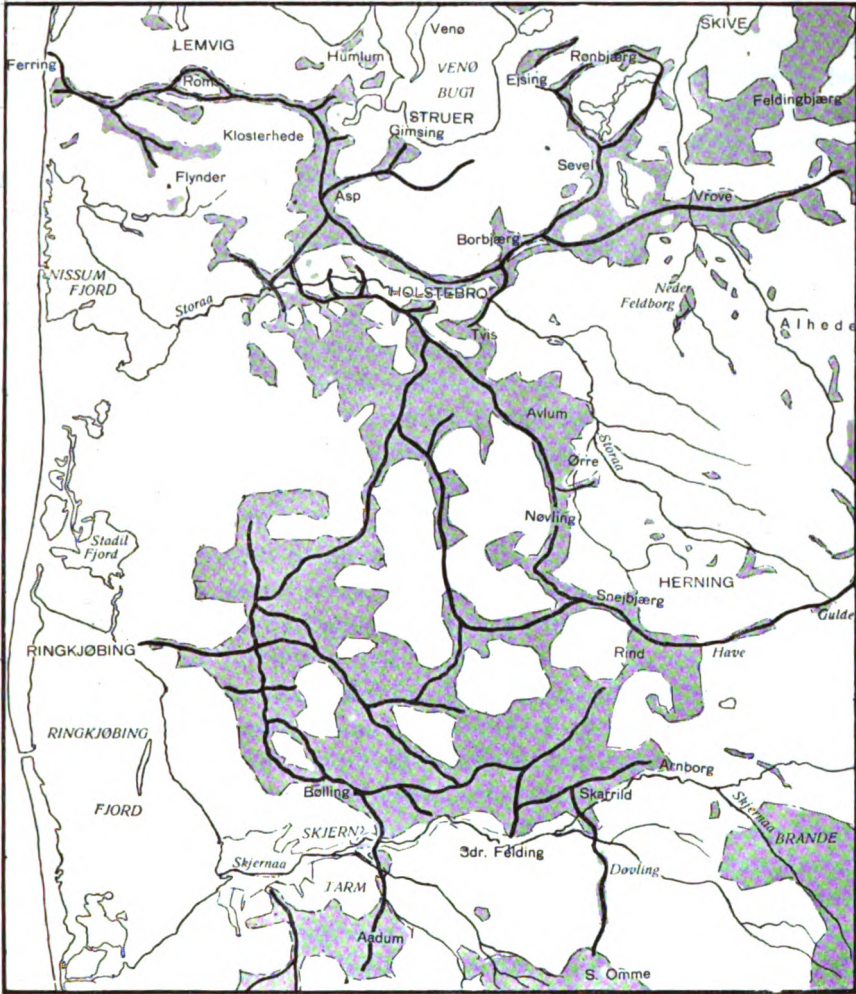 SKIVE
Venø
LEMVIG
Humlum
Rønbjærg
Ferring
VENØ
BUGT
Ejsing
Roms
Feldingbjærg
STRUER
Gimsing
Klosterhede
Sevel
Flynder
Asp
Vrove
Borbjærg
NISSUM
FJORD
HOLSTEBRO
Neder
Feldborg
Storaa
Alhede
Tvis
Avlum
Storaa
Ørre
Nøvling
Stadil
Fjord
HERNING
Snejbjærg
Gulde
RINGKJØBING
Rind
Have
RINGKJØBING
Arnborg
Bølling
Skarrild
FJORD
Skjernaa
SKJERN
BRANDE
Sdr. Felding
Skjernaa
Døvling
TARM
Aadum
S. Omme